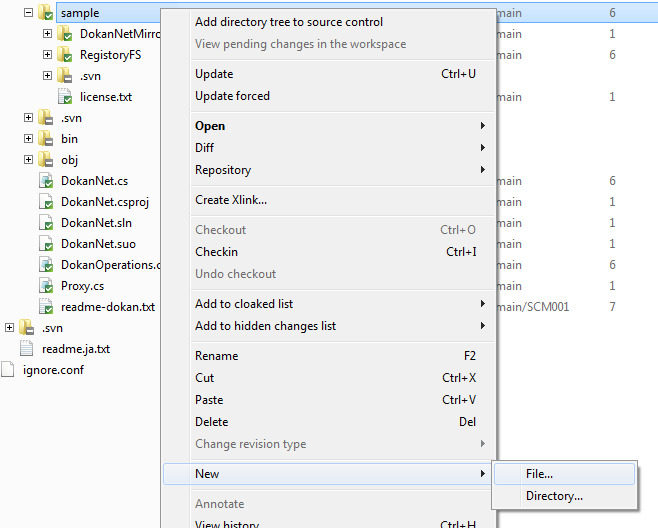 sample
main 6
DokanNetMirro
main 6
RegistoryFS
main 6
.svn
license.txt
main 1
.svn
bin
obj
DokanNet.cs
main 6
DokanNet.csproj
main 1
DokanNet.sln
main 1
DokanNet.suo
main 1
DokanOperations.c
main 6
Proxy.cs
main 1
readme-dokan.txt
main/SCM001 7
.svn
readme.ja.txt
ignore.conf
Add directory tree to source control
View pending changes in the workspace
Update Ctrl+U
Update forced
Open
Diff
Repository
Create Xlink...
Checkout Ctrl+O
Checkin Ctrl+I
Undo checkout
Add to cloaked list
Add to hidden changes list
Rename F2
Cut Ctrl+X
Paste Ctrl+V
Delete Del
Change revision type
New
Annotate
View history Ctrl+H
File...
Directory...